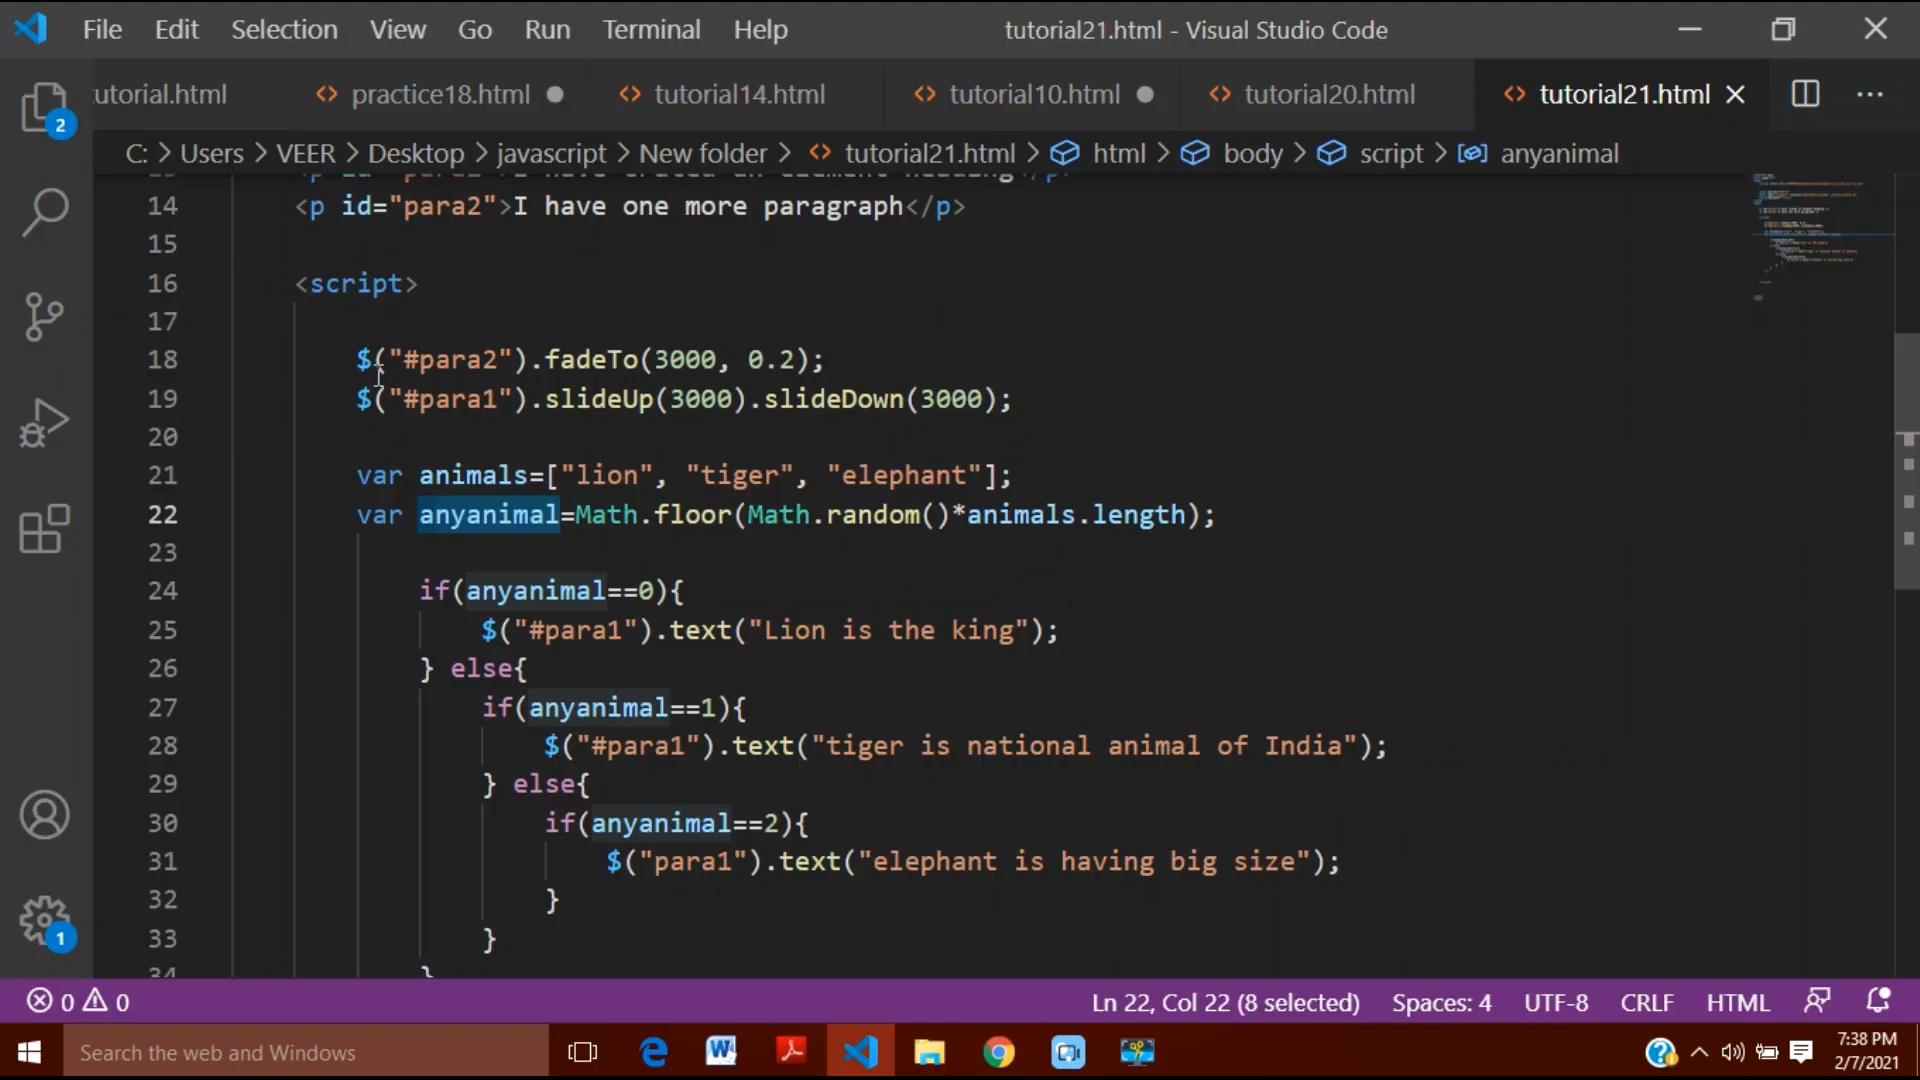 File Edit Selection View Go Run Terminal Help tutorial21.html - Visual Studio Code
utorial.html practice18.html tutorial14.html tutorial10.html tutorial20.html tutorial21.html
2
C: > Users > VEER > Desktop > javascript > New folder > tutorial21.html > html > body > script > anyanimal
14 <p id="para2">I have one more paragraph</p>
15
16 <script>
17
18 $("#para2").fadeTo(3000, 0.2);
19 $("#para1").slideUp(3000).slideDown(3000);
20
21 var animals=["lion", "tiger", "elephant"];
22 var anyanimal=Math.floor(Math.random()*animals.length);
23
24 if(anyanimal==0){
25 $("#para1").text("Lion is the king");
26 } else{
27 if(anyanimal==1){
28 $("#para1").text("tiger is national animal of India");
29 } else{
30 if(anyanimal==2){
31 $("para1").text("elephant is having big size");
32 }
33 }
34 }
1
0 0 Ln 22, Col 22 (8 selected) Spaces: 4 UTF-8 CRLF HTML
Search the web and Windows
7:38 PM
2/7/2021